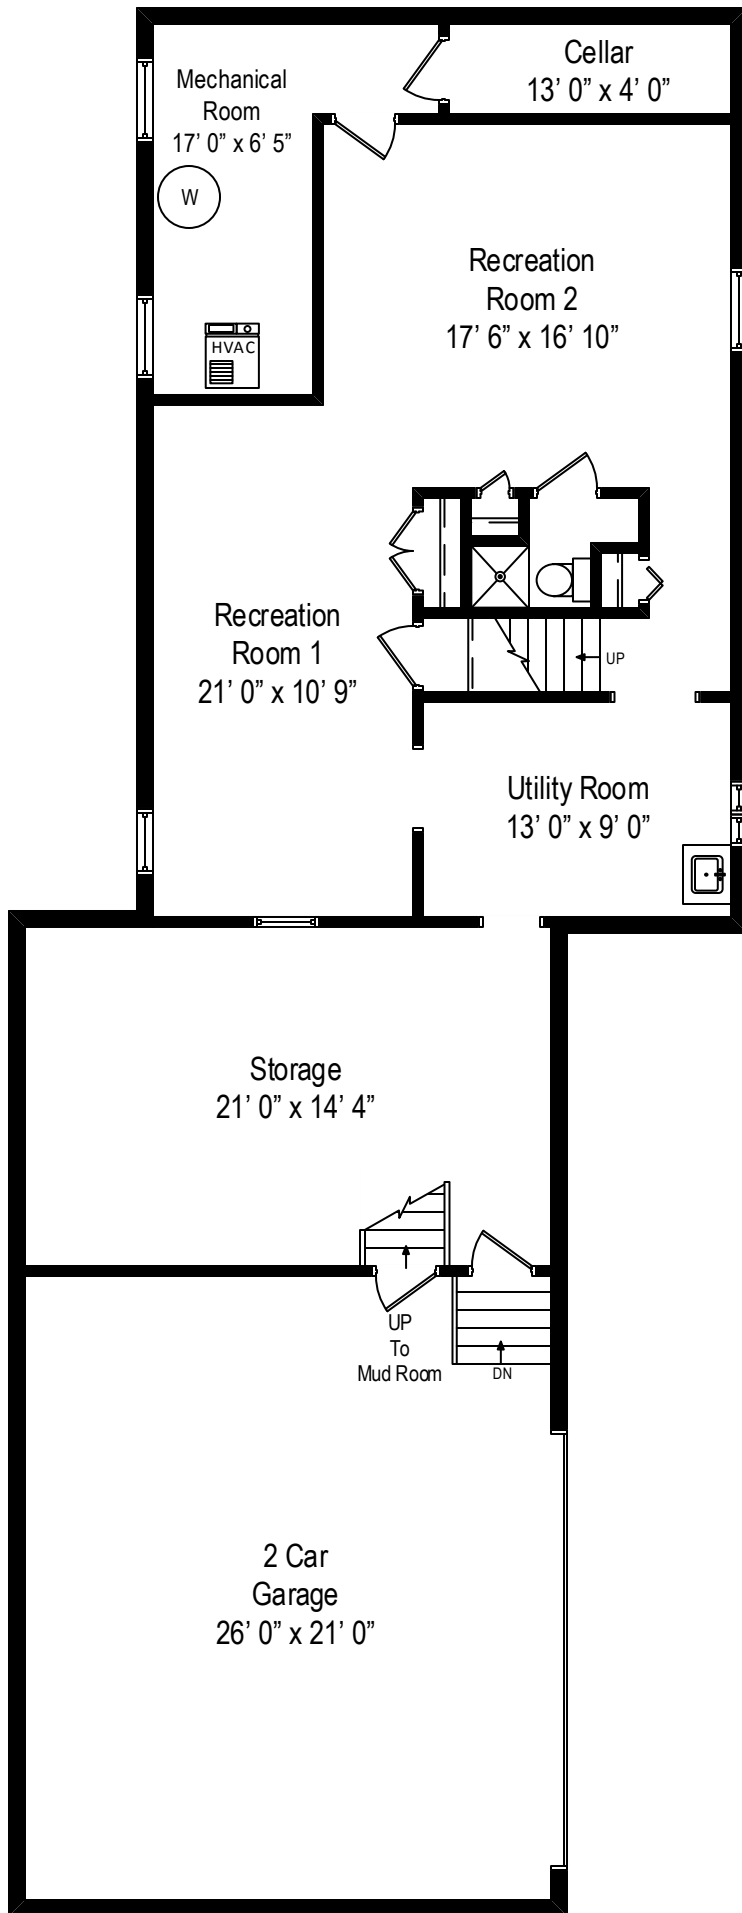 Mechanical
Room
17’ 0” x 6’ 5”
Cellar
13’ 0” x 4’ 0”
W
HVAC
Recreation
Room 2
17’ 6” x 16’ 10”
Recreation
Room 1
21’ 0” x 10’ 9”
UP
Utility Room
13’ 0” x 9’ 0”
Storage
21’ 0” x 14’ 4”
UP
To
Mud Room
DN
2 Car
Garage
26’ 0” x 21’ 0”